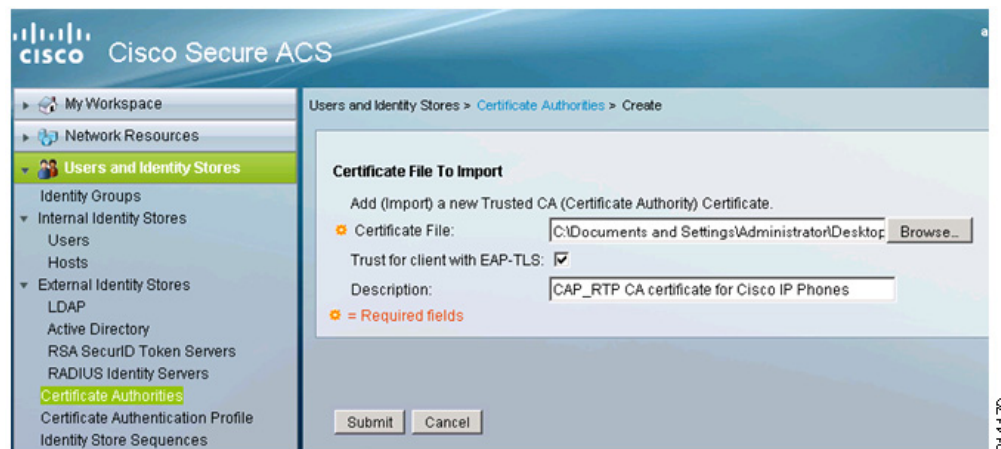 CISCO Cisco Secure ACS
a
My Workspace
Network Resources
Users and Identity Stores
Identity Groups
Internal Identity Stores
Users
Hosts
External Identity Stores
LDAP
Active Directory
RSA SecurID Token Servers
RADIUS Identity Servers
Certificate Authorities
Certificate Authentication Profile
Identity Store Sequences
Users and Identity Stores > Certificate Authorities > Create
Certificate File To Import
Add (Import) a new Trusted CA (Certificate Authority) Certificate.
Certificate File: C:\Documents and Settings\Administrator\Desktop Browse...
Trust for client with EAP-TLS:
Description: CAP_RTP CA certificate for Cisco IP Phones
= Required fields
Submit Cancel